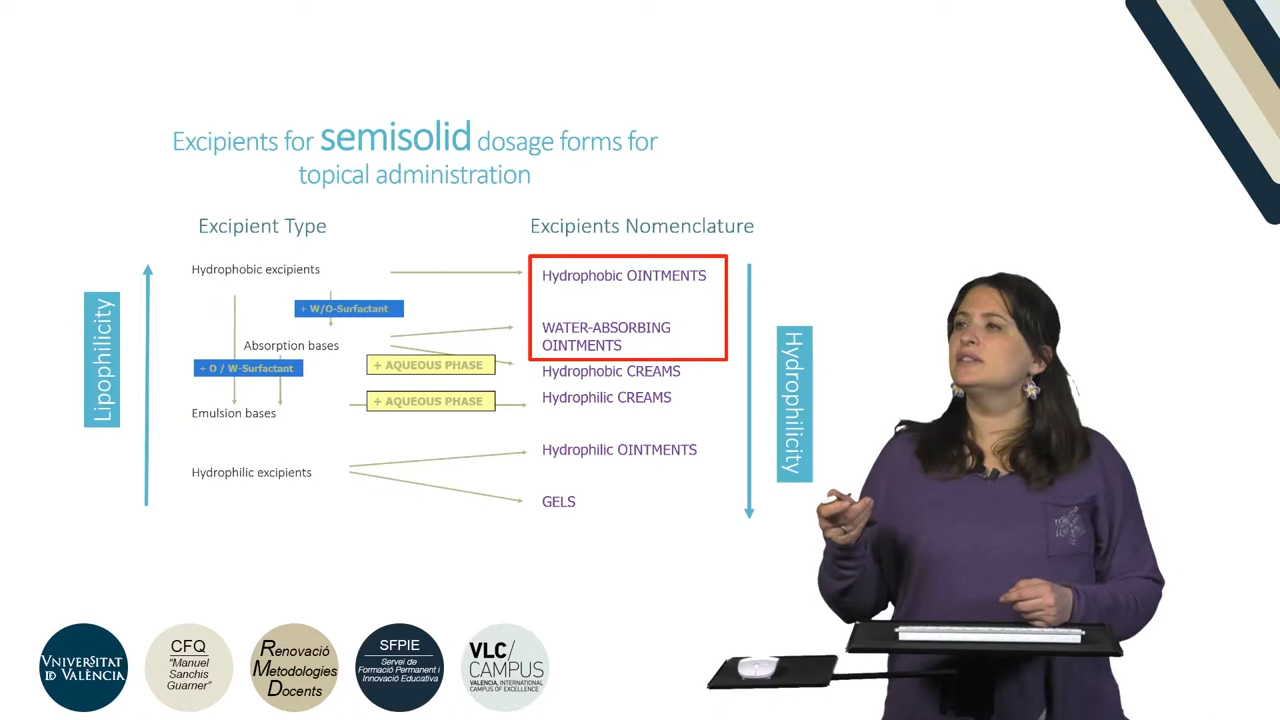 Excipients for semisolid dosage forms for
topical administration
Excipient Type
Excipients Nomenclature
Lipophilicity
Hydrophobic excipients
+ W/O-Surfactant
Absorption bases
+ O / W-Surfactant
+ AQUEOUS PHASE
+ AQUEOUS PHASE
Emulsion bases
Hydrophilic excipients
Hydrophobic OINTMENTS
WATER-ABSORBING
OINTMENTS
Hydrophobic CREAMS
Hydrophilic CREAMS
Hydrophilic OINTMENTS
GELS
Hydrophilicity
VNIVERSITAT
ID VALÈNCIA
CFQ
"Manuel
Sanchis
Guarner"
Renovació
Metodologies
Docents
SFPIE
Servei de
Formació Permanent i
Innovació Educativa
VLC/
CAMPUS
VALENCIA, INTERNATIONAL
CAMPUS OF EXCELLENCE